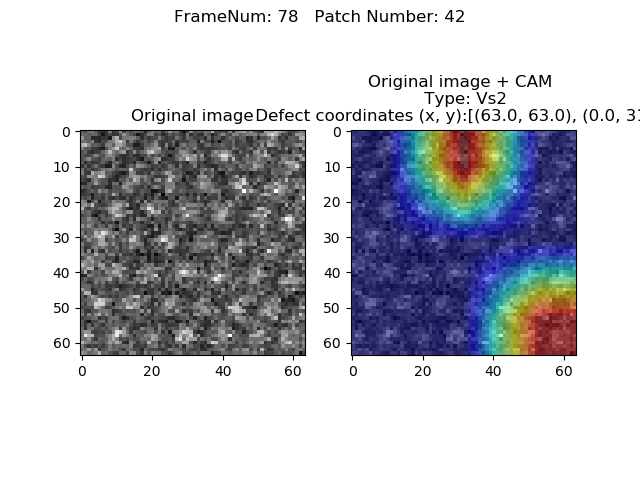 FrameNum: 78   Patch Number: 42
Original image + CAM
Type: Vs2
Original image
Defect coordinates (x, y):[(63.0, 63.0), (0.0, 31
0
10
20
30
40
50
60
0 20 40 60
0
10
20
30
40
50
60
0 20 40 60